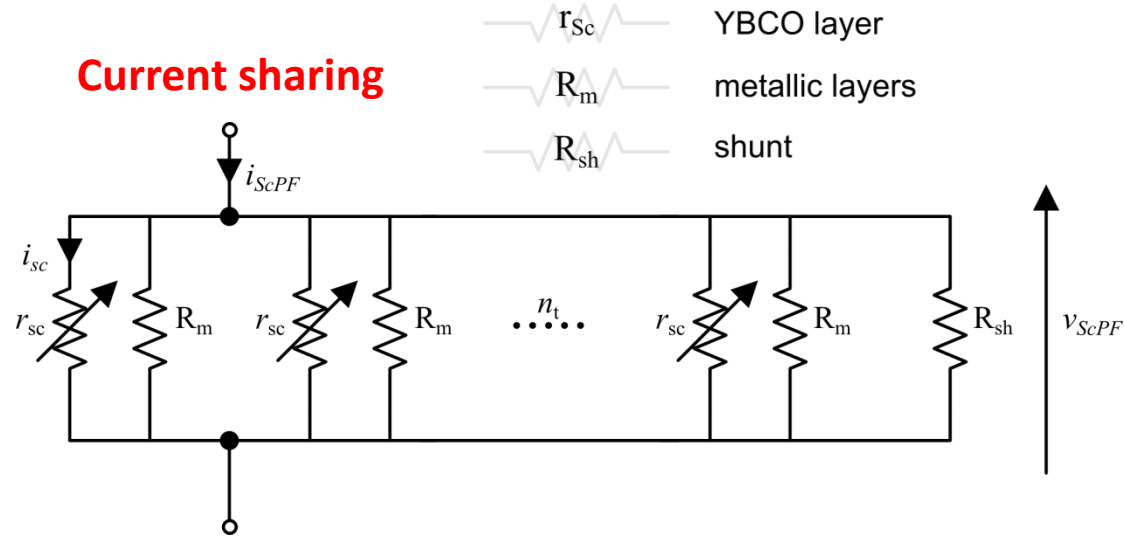 r_Sc YBCO layer
Current sharing
R_m metallic layers
R_sh shunt
i_ScPF
i_sc
r_sc R_m r_sc R_m n_t ..... r_sc R_m R_sh v_ScPF